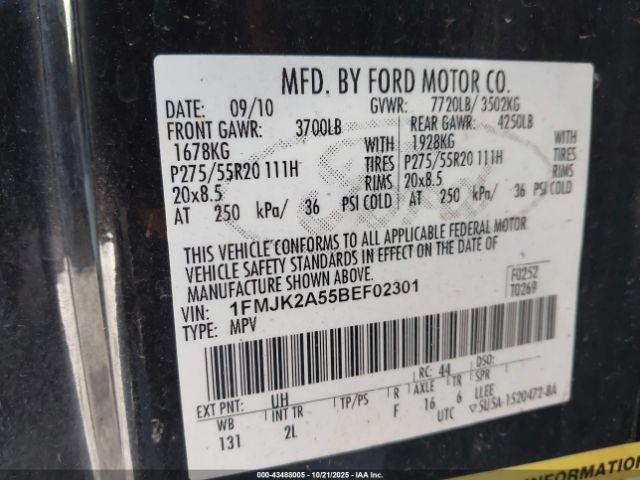 MFD. BY FORD MOTOR CO.
DATE: 09/10 GVWR: 7720LB/ 3502KG
FRONT GAWR: 3700LB REAR GAWR: 4250LB
1678KG WITH 1928KG WITH
P275/55R20 111H TIRES P275/55R20 111H TIRES
20x8.5 RIMS 20x8.5 RIMS
AT 250 kPa/ 36 PSI COLD AT 250 kPa/ 36 PSI COLD
THIS VEHICLE CONFORMS TO ALL APPLICABLE FEDERAL MOTOR
VEHICLE SAFETY STANDARDS IN EFFECT ON THE DATE OF
MANUFACTURE SHOWN ABOVE.
VIN: 1FMJK2A55BEF02301 F0252
TYPE: MPV T0269
EXT PNT: UH RC: 44 DSO:
WB INT TR TP/PS R AXLE TR SPR
131 2L F 16 6 LLEE
UTC ▽5U5A-1520472-BA
INFORMATION
000-43488005 - 10/21/2025 - IAA Inc.